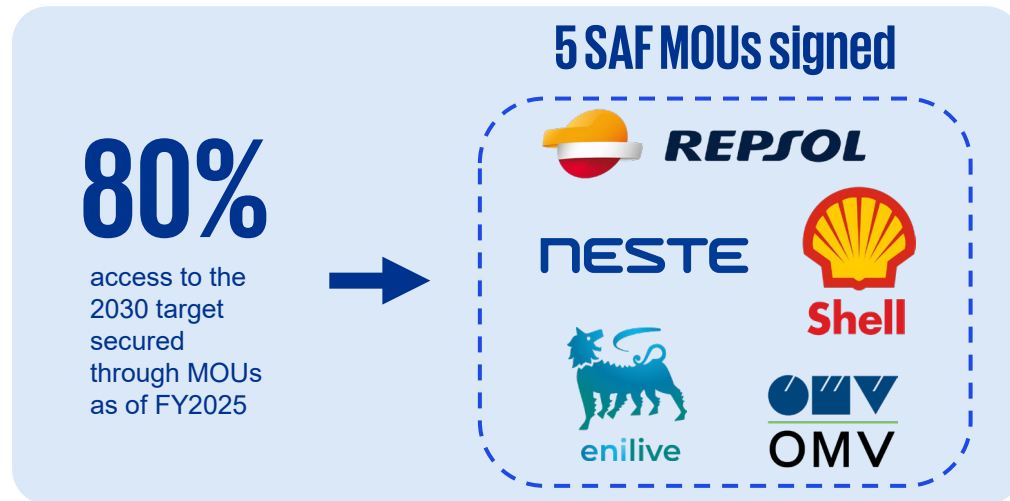 80%
access to the
2030 target
secured
through MOUs
as of FY2025
5 SAF MOUs signed
REPSOL
NESTE
Shell
enilive
OMV
OMV